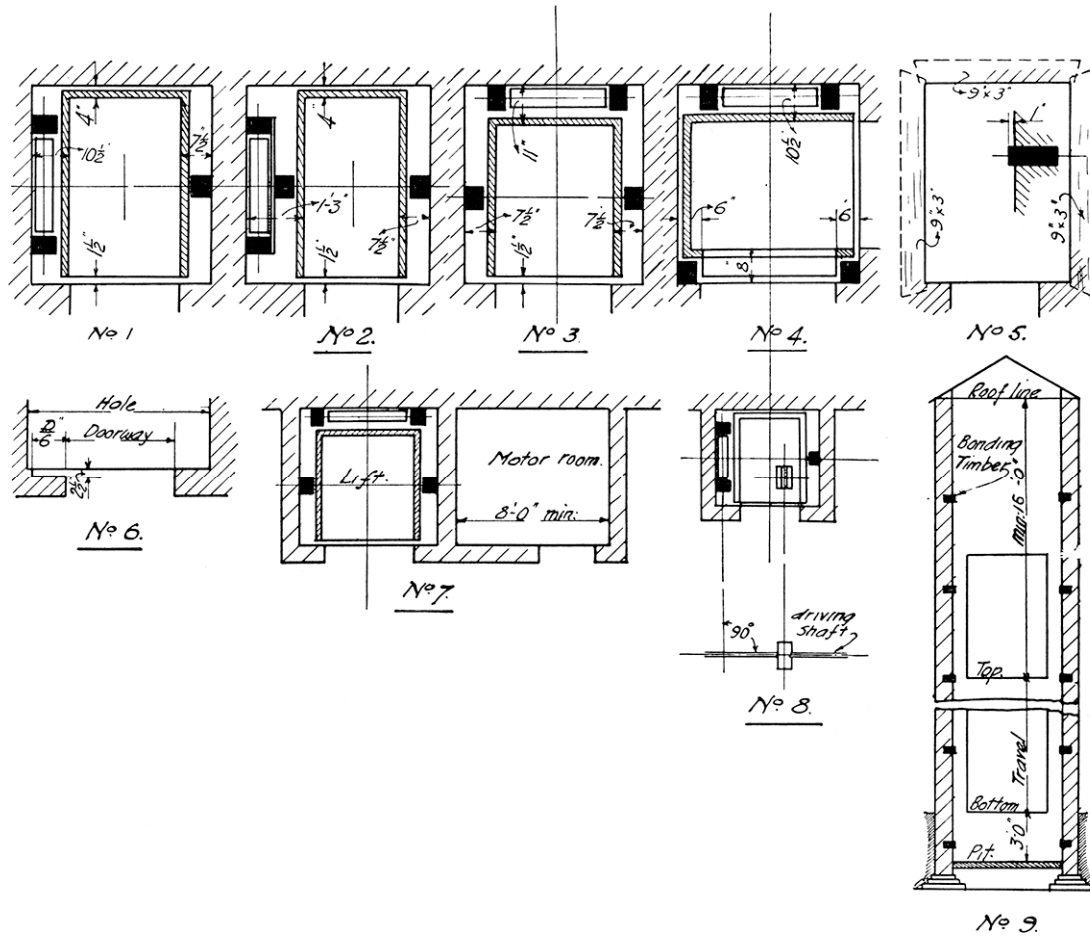 4"
10½"
7½"
1½"
No 1
4"
1'-3"
7½"
1½"
No 2.
11"
7½"
7½"
1½"
No 3.
10½"
6"
6"
8"
No 4.
9"x3"
1"
9"x3"
9"x3"
No 5.
Hole
D"/6
Doorway
2½"
No 6.
Lift.
Motor room.
8'-0" min:
No 7.
90°
driving
shaft
No 8.
Roof line
Bonding
Timber.
min: 16'-0"
Top.
Travel
Bottom
3'0"
Pit.
No 9.